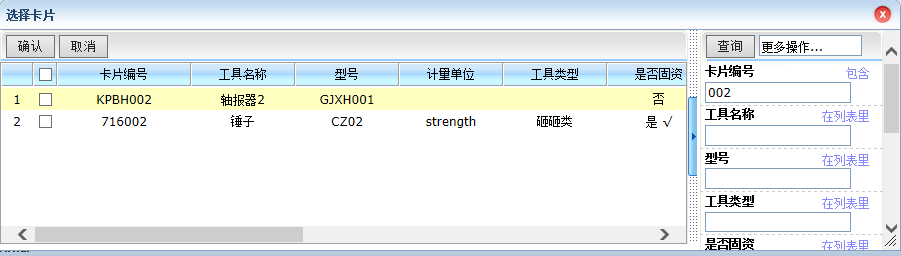 选择卡片
确认 取消
卡片编号 工具名称 型号 计量单位 工具类型 是否固资
1 KPBH002 轴报器2 GJXH001 否
2 716002 锤子 CZ02 strength 砸砸类 是 √
查询 更多操作...
卡片编号 包含
002
工具名称 在列表里
型号 在列表里
工具类型 在列表里
是否固资 在列表里